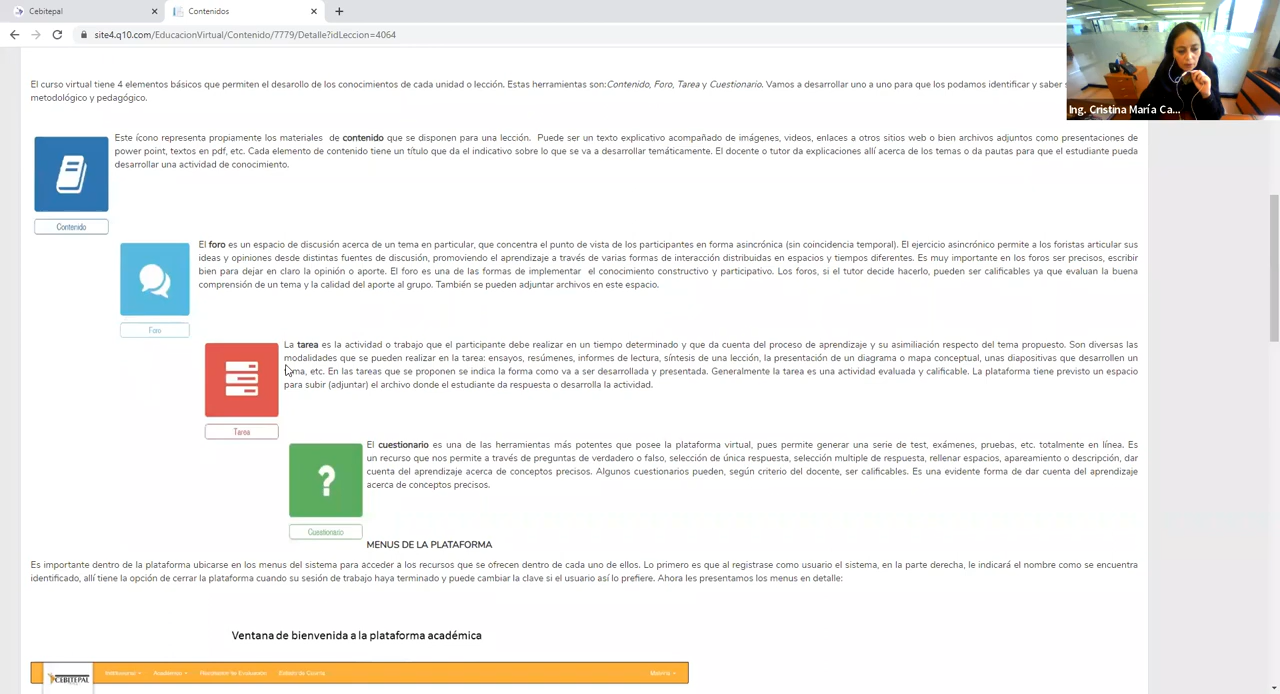 Cebitepal
Contenidos
site4.q10.com/EducacionVirtual/Contenido/7779/Detalle?idLeccion=4064
Ing. Cristina María Ca...
El curso virtual tiene 4 elementos básicos que permiten el desarollo de los conocimientos de cada unidad o lección. Estas herramientas son:Contenido, Foro, Tarea y Cuestionario. Vamos a desarrollar uno a uno para que los podamos identificar y saber s
metodológico y pedagógico.
Este ícono representa propiamente los materiales de contenido que se disponen para una lección. Puede ser un texto explicativo acompañado de imágenes, videos, enlaces a otros sitios web o bien archivos adjuntos como presentaciones de
power point, textos en pdf, etc. Cada elemento de contenido tiene un título que da el indicativo sobre lo que se va a desarrollar temáticamente. El docente o tutor da explicaciones allí acerca de los temas o da pautas para que el estudiante pueda
desarrollar una actividad de conocimiento.
Contenido
El foro es un espacio de discusión acerca de un tema en particular, que concentra el punto de vista de los participantes en forma asincrónica (sin coincidencia temporal). El ejercicio asincrónico permite a los foristas articular sus
ideas y opiniones desde distintas fuentes de discusión, promoviendo el aprendizaje a través de varias formas de interacción distribuidas en espacios y tiempos diferentes. Es muy importante en los foros ser precisos, escribir
bien para dejar en claro la opinión o aporte. El foro es una de las formas de implementar el conocimiento constructivo y participativo. Los foros, si el tutor decide hacerlo, pueden ser calificables ya que evaluan la buena
comprensión de un tema y la calidad del aporte al grupo. También se pueden adjuntar archivos en este espacio.
Foro
La tarea es la actividad o trabajo que el participante debe realizar en un tiempo determinado y que da cuenta del proceso de aprendizaje y su asimiliación respecto del tema propuesto. Son diversas las
modalidades que se pueden realizar en la tarea: ensayos, resúmenes, informes de lectura, síntesis de una lección, la presentación de un diagrama o mapa conceptual, unas diapositivas que desarrollen un
tema, etc. En las tareas que se proponen se indica la forma como va a ser desarrollada y presentada. Generalmente la tarea es una actividad evaluada y calificable. La plataforma tiene previsto un espacio
para subir (adjuntar) el archivo donde el estudiante da respuesta o desarrolla la actividad.
Tarea
El cuestionario es una de las herramientas más potentes que posee la plataforma virtual, pues permite generar una serie de test, exámenes, pruebas, etc. totalmente en línea. Es
un recurso que nos permite a través de preguntas de verdadero o falso, selección de única respuesta, selección multiple de respuesta, rellenar espacios, apareamiento o descripción, dar
cuenta del aprendizaje acerca de conceptos precisos. Algunos cuestionarios pueden, según criterio del docente, ser calificables. Es una evidente forma de dar cuenta del aprendizaje
acerca de conceptos precisos.
Cuestionario
MENUS DE LA PLATAFORMA
Es importante dentro de la plataforma ubicarse en los menus del sistema para acceder a los recursos que se ofrecen dentro de cada uno de ellos. Lo primero es que al registrase como usuario el sistema, en la parte derecha, le indicará el nombre como se encuentra
identificado, allí tiene la opción de cerrar la plataforma cuando su sesión de trabajo haya terminado y puede cambiar la clave si el usuario así lo prefiere. Ahora les presentamos los menus en detalle:
Ventana de bienvenida a la plataforma académica
CEBITEPAL
Institucional Académico Resultados de Evaluación Estado de Cuenta